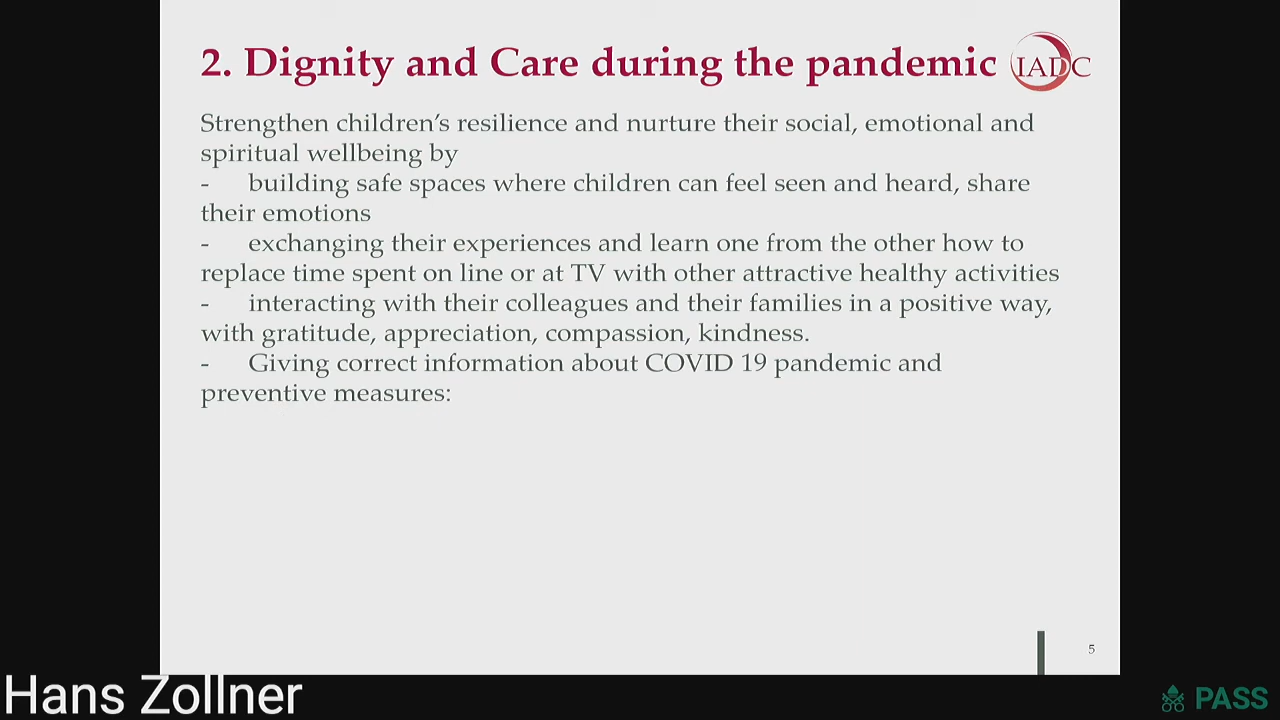 2. Dignity and Care during the pandemic
IADC
Strengthen children’s resilience and nurture their social, emotional and
spiritual wellbeing by
- building safe spaces where children can feel seen and heard, share
their emotions
- exchanging their experiences and learn one from the other how to
replace time spent on line or at TV with other attractive healthy activities
- interacting with their colleagues and their families in a positive way,
with gratitude, appreciation, compassion, kindness.
- Giving correct information about COVID 19 pandemic and
preventive measures:
5
Hans Zollner
PASS